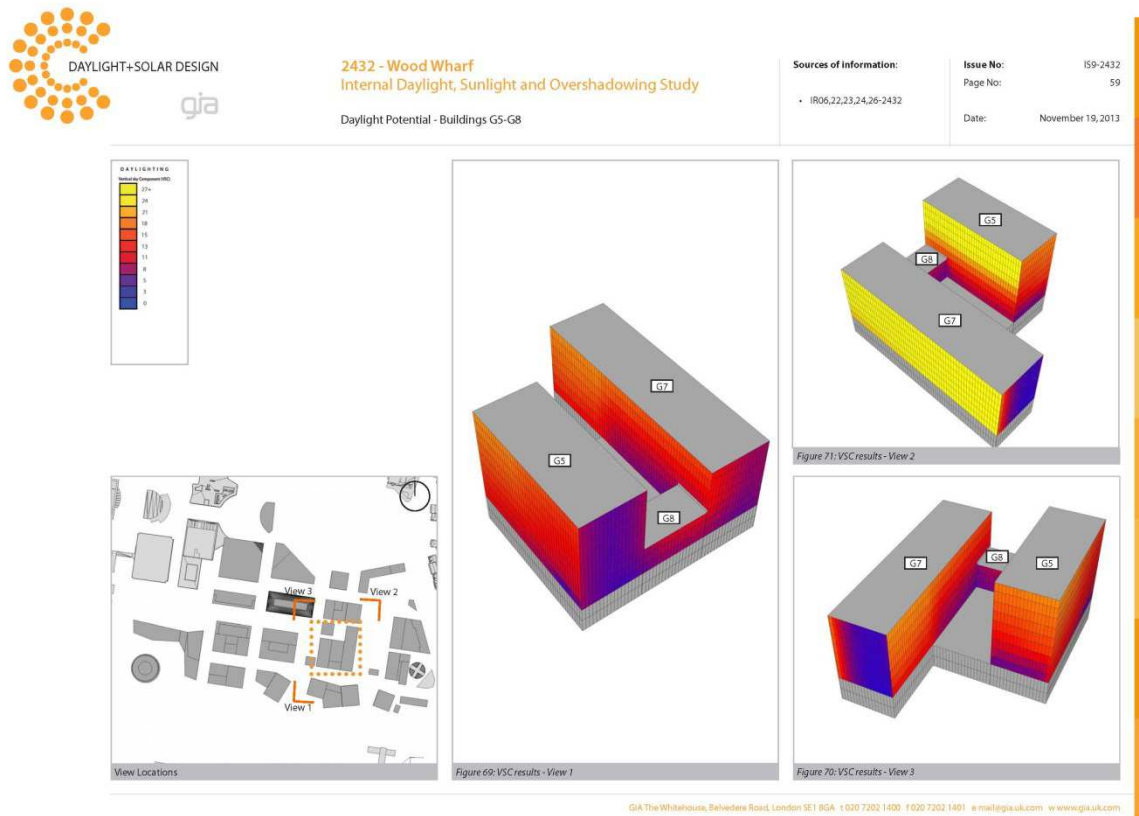 DAYLIGHT+SOLAR DESIGN
gia
2432 - Wood Wharf
Internal Daylight, Sunlight and Overshadowing Study
Daylight Potential - Buildings G5-G8
Sources of information:
• IR06,22,23,24,26-2432
Issue No: IS9-2432
Page No: 59
Date: November 19, 2013
DAYLIGHTING
Vertical Sky Component (VSC)
27+
24
21
18
15
13
11
8
5
3
0
View 3
View 2
View 1
View Locations
G7
G5
G8
Figure 69: VSC results - View 1
G5
G8
G7
Figure 71: VSC results - View 2
G7
G8
G5
Figure 70: VSC results - View 3
GIA The Whitehouse, Belvedere Road, London SE1 8GA t 020 7202 1400 f 020 7202 1401 e mail@gia.uk.com w www.gia.uk.com